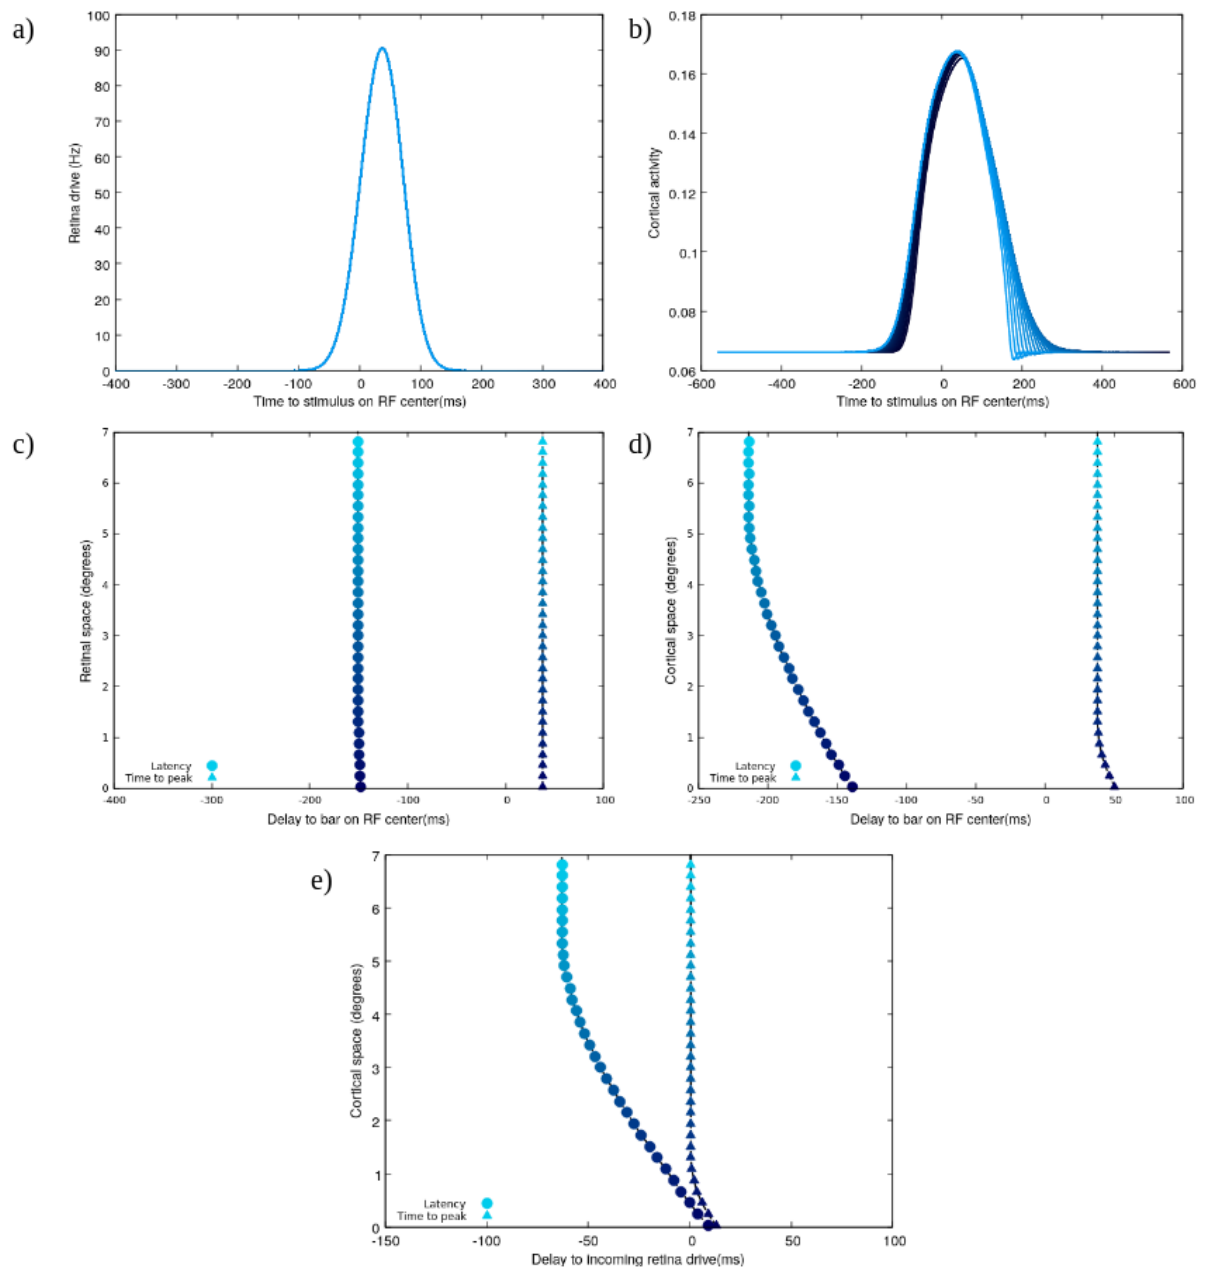 a)
100
90
80
70
60
50
40
30
20
10
0
Retina drive (Hz)
-400 -300 -200 -100 0 100 200 300 400
Time to stimulus on RF center(ms)
b)
0.18
0.16
0.14
0.12
0.1
0.08
0.06
Cortical activity
-600 -400 -200 0 200 400 600
Time to stimulus on RF center(ms)
c)
7
6
5
4
3
2
1
0
Retinal space (degrees)
Latency
Time to peak
-400 -300 -200 -100 0 100
Delay to bar on RF center(ms)
d)
7
6
5
4
3
2
1
0
Cortical space (degrees)
Latency
Time to peak
-250 -200 -150 -100 -50 0 50 100
Delay to bar on RF center(ms)
e)
7
6
5
4
3
2
1
0
Cortical space (degrees)
Latency
Time to peak
-150 -100 -50 0 50 100
Delay to incoming retina drive(ms)